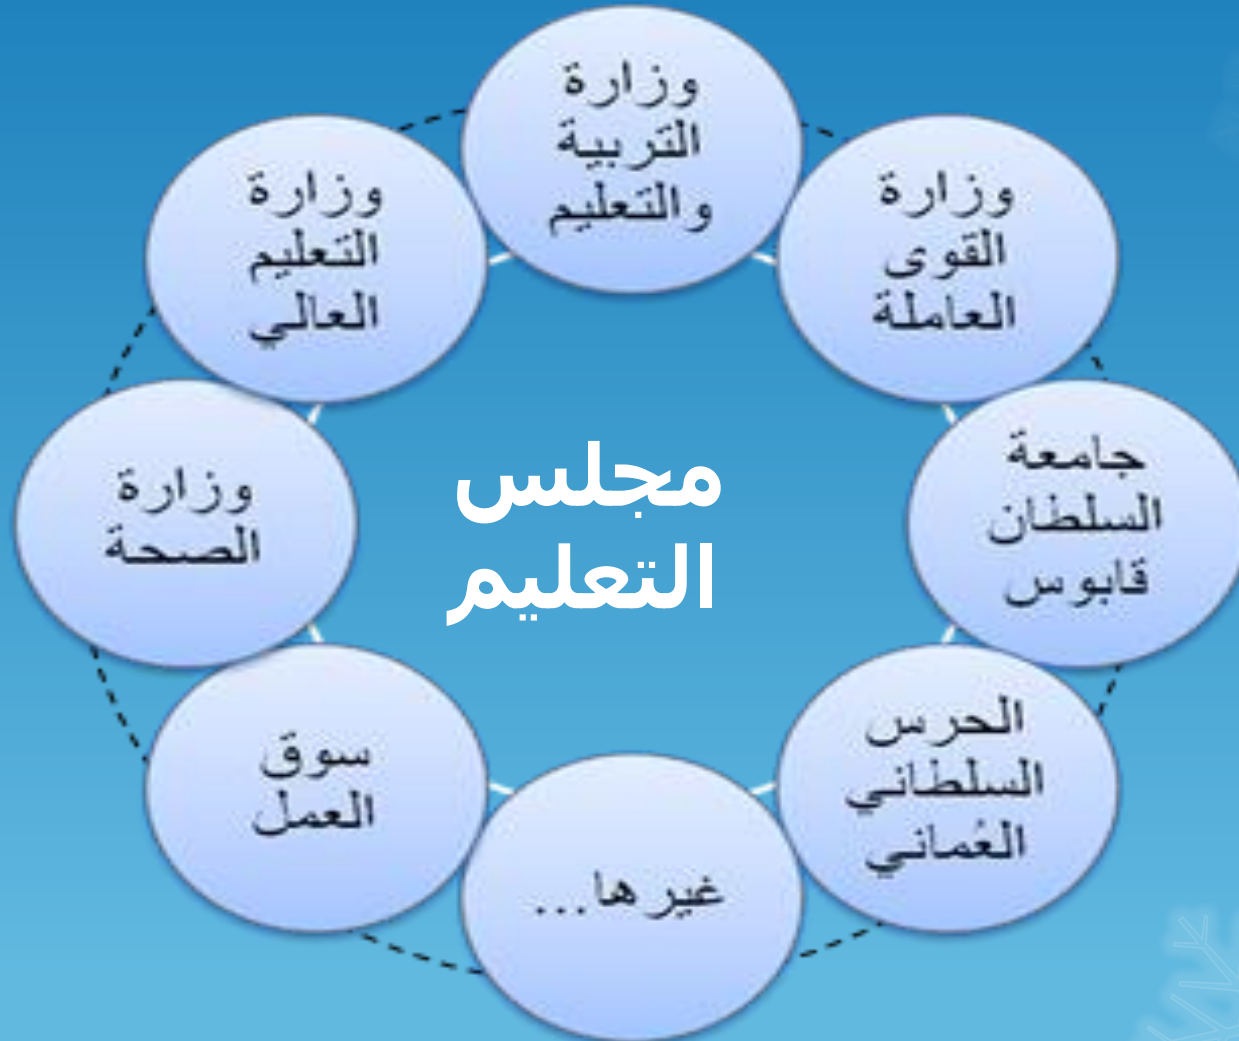 وزارة
التربية
والتعليم
وزارة
القوى
العاملة
جامعة
السلطان
قابوس
الحرس
السلطاني
العُماني
غيرها...
سوق
العمل
وزارة
الصحة
وزارة
التعليم
العالي
مجلس
التعليم